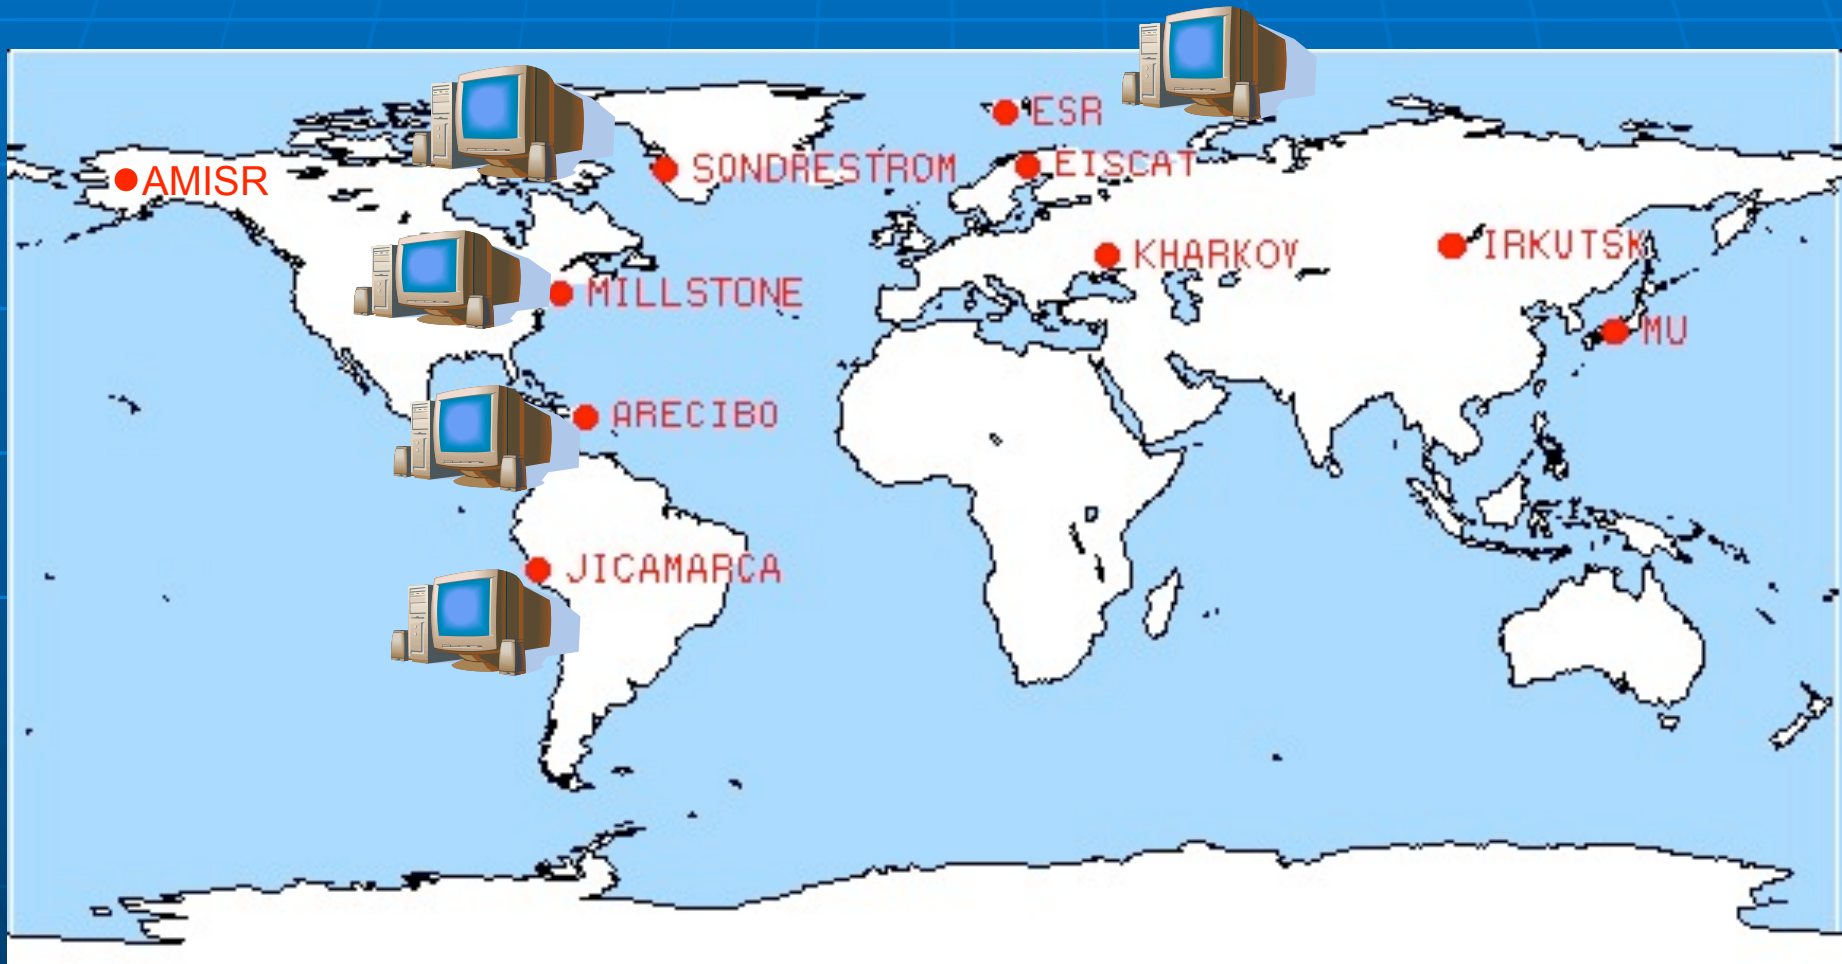 ESR
SONDRESTROM
EISCAT
AMISR
KHARKOV
IRKUTSK
MILLSTONE
MU
ARECIBO
JICAMARCA